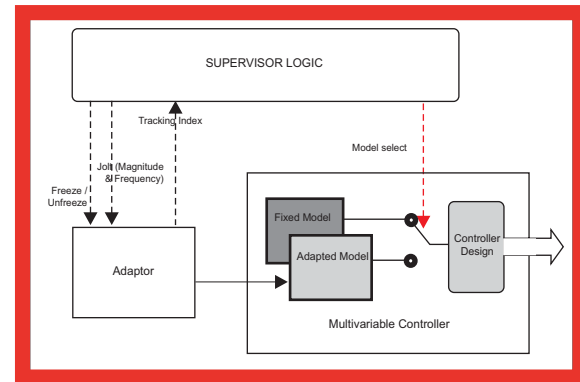 SUPERVISOR LOGIC
Tracking Index
Jolt (Magnitude
& Frequency)
Freeze /
Unfreeze
Model select
Fixed Model
Adapted Model
Controller
Design
Adaptor
Multivariable Controller